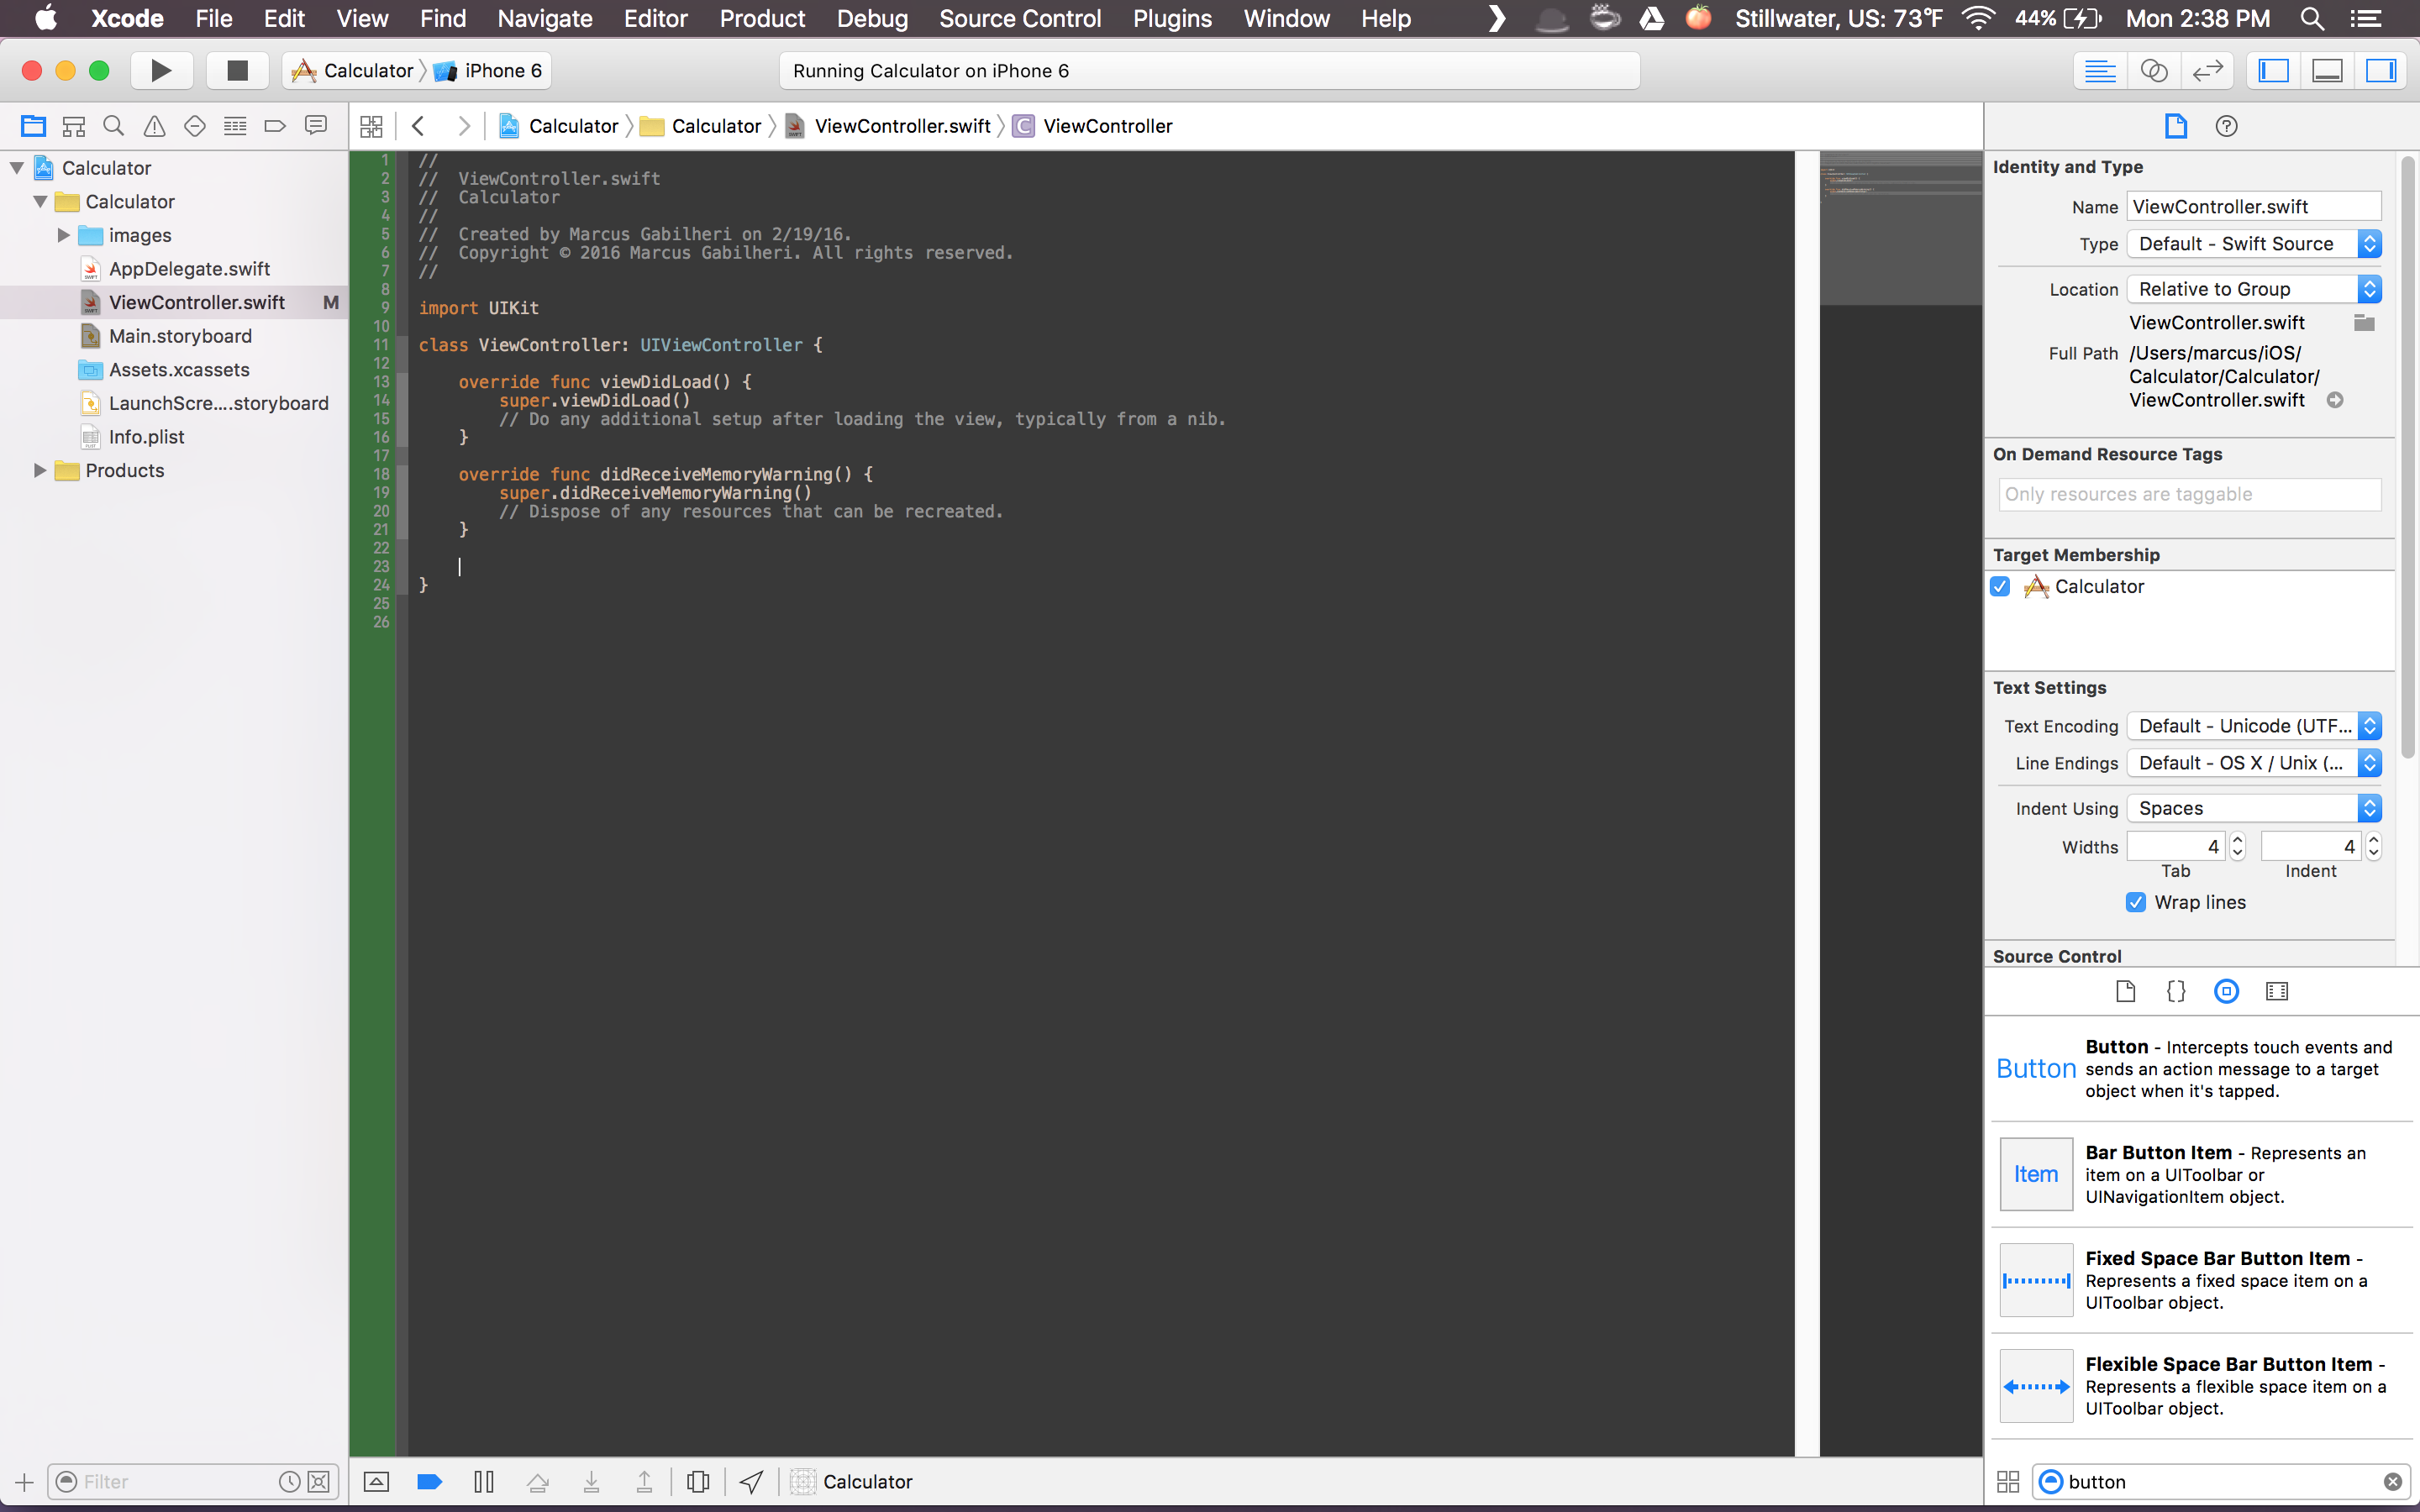 Xcode File Edit View Find Navigate Editor Product Debug Source Control Plugins Window Help Stillwater, US: 73°F 44% Mon 2:38 PM
Calculator iPhone 6 Running Calculator on iPhone 6
Calculator Calculator ViewController.swift C ViewController
Calculator
Calculator
images
AppDelegate.swift
ViewController.swift M
Main.storyboard
Assets.xcassets
LaunchScre....storyboard
Info.plist
Products
Filter
1 //
2 //  ViewController.swift
3 //  Calculator
4 //
5 //  Created by Marcus Gabilheri on 2/19/16.
6 //  Copyright © 2016 Marcus Gabilheri. All rights reserved.
7 //
8
9 import UIKit
10
11 class ViewController: UIViewController {
12
13     override func viewDidLoad() {
14         super.viewDidLoad()
15         // Do any additional setup after loading the view, typically from a nib.
16     }
17
18     override func didReceiveMemoryWarning() {
19         super.didReceiveMemoryWarning()
20         // Dispose of any resources that can be recreated.
21     }
22
23
24 }
25
26
Calculator
Identity and Type
Name ViewController.swift
Type Default - Swift Source
Location Relative to Group
ViewController.swift
Full Path /Users/marcus/iOS/
Calculator/Calculator/
ViewController.swift
On Demand Resource Tags
Only resources are taggable
Target Membership
Calculator
Text Settings
Text Encoding Default - Unicode (UTF...
Line Endings Default - OS X / Unix (...
Indent Using Spaces
Widths 4 4
Tab Indent
Wrap lines
Source Control
{}
Button Button - Intercepts touch events and
sends an action message to a target
object when it's tapped.
Item Bar Button Item - Represents an
item on a UIToolbar or
UINavigationItem object.
Fixed Space Bar Button Item -
Represents a fixed space item on a
UIToolbar object.
Flexible Space Bar Button Item -
Represents a flexible space item on a
UIToolbar object.
button